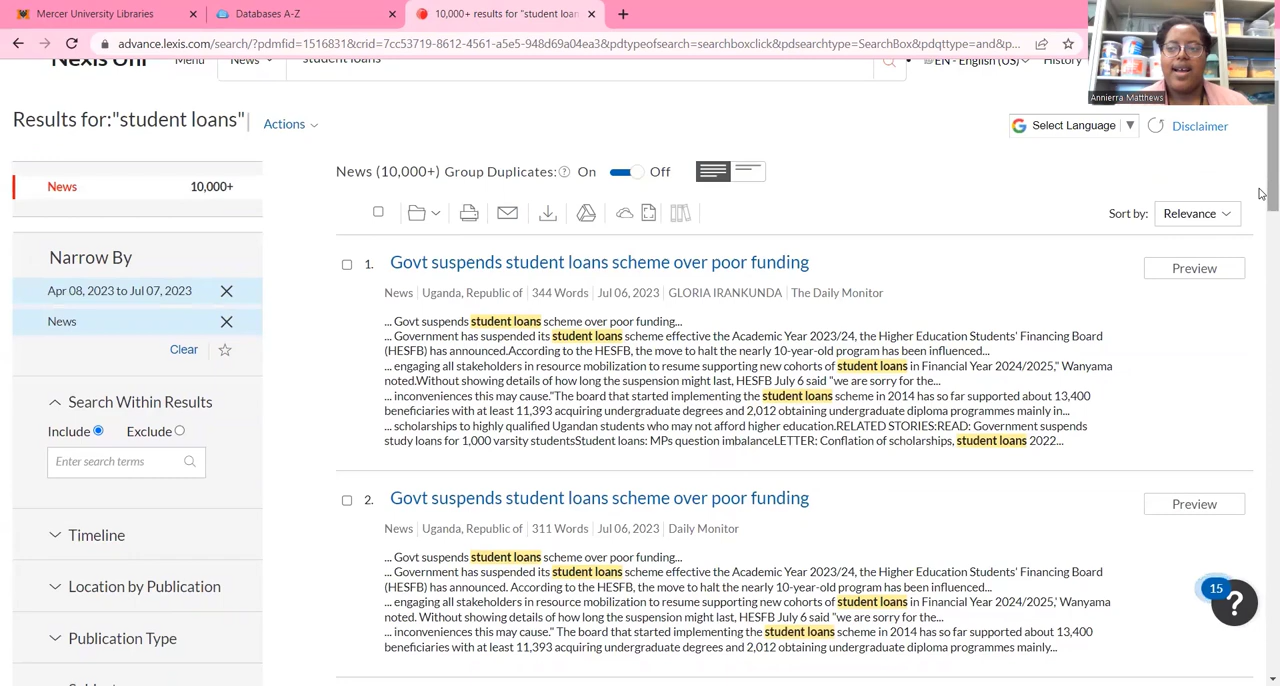 Mercer University Libraries
Databases A-Z
10,000+ results for "student loan
advance.lexis.com/search/?pdmfid=1516831&crid=7cc53719-8612-4561-a5e5-948d69a04ea3&pdtypeofsearch=searchboxclick&pdsearchtype=SearchBox&pdqttype=and&p...
Nexis Uni Menu News student loans EN - English (US) History
Annierra Matthews
Results for:"student loans" Actions
Select Language ▼ Disclaimer
News 10,000+
News (10,000+) Group Duplicates: ? On Off
Sort by: Relevance
Narrow By
Apr 08, 2023 to Jul 07, 2023
News
Clear
Search Within Results
Include Exclude
Enter search terms
Timeline
Location by Publication
Publication Type
1. Govt suspends student loans scheme over poor funding
Preview
News Uganda, Republic of 344 Words Jul 06, 2023 GLORIA IRANKUNDA The Daily Monitor
... Govt suspends student loans scheme over poor funding...
... Government has suspended its student loans scheme effective the Academic Year 2023/24, the Higher Education Students' Financing Board
(HESFB) has announced.According to the HESFB, the move to halt the nearly 10-year-old program has been influenced...
... engaging all stakeholders in resource mobilization to resume supporting new cohorts of student loans in Financial Year 2024/2025," Wanyama
noted.Without showing details of how long the suspension might last, HESFB July 6 said "we are sorry for the...
... inconveniences this may cause."The board that started implementing the student loans scheme in 2014 has so far supported about 13,400
beneficiaries with at least 11,393 acquiring undergraduate degrees and 2,012 obtaining undergraduate diploma programmes mainly in...
... scholarships to highly qualified Ugandan students who may not afford higher education.RELATED STORIES:READ: Government suspends
study loans for 1,000 varsity studentsStudent loans: MPs question imbalanceLETTER: Conflation of scholarships, student loans 2022...
2. Govt suspends student loans scheme over poor funding
Preview
News Uganda, Republic of 311 Words Jul 06, 2023 Daily Monitor
... Govt suspends student loans scheme over poor funding...
... Government has suspended its student loans scheme effective the Academic Year 2023/24, the Higher Education Students' Financing Board
(HESFB) has announced. According to the HESFB, the move to halt the nearly 10-year-old program has been influenced...
... engaging all stakeholders in resource mobilization to resume supporting new cohorts of student loans in Financial Year 2024/2025,' Wanyama
noted. Without showing details of how long the suspension might last, HESFB July 6 said "we are sorry for the...
... inconveniences this may cause." The board that started implementing the student loans scheme in 2014 has so far supported about 13,400
beneficiaries with at least 11,393 acquiring undergraduate degrees and 2,012 obtaining undergraduate diploma programmes mainly...
15
?